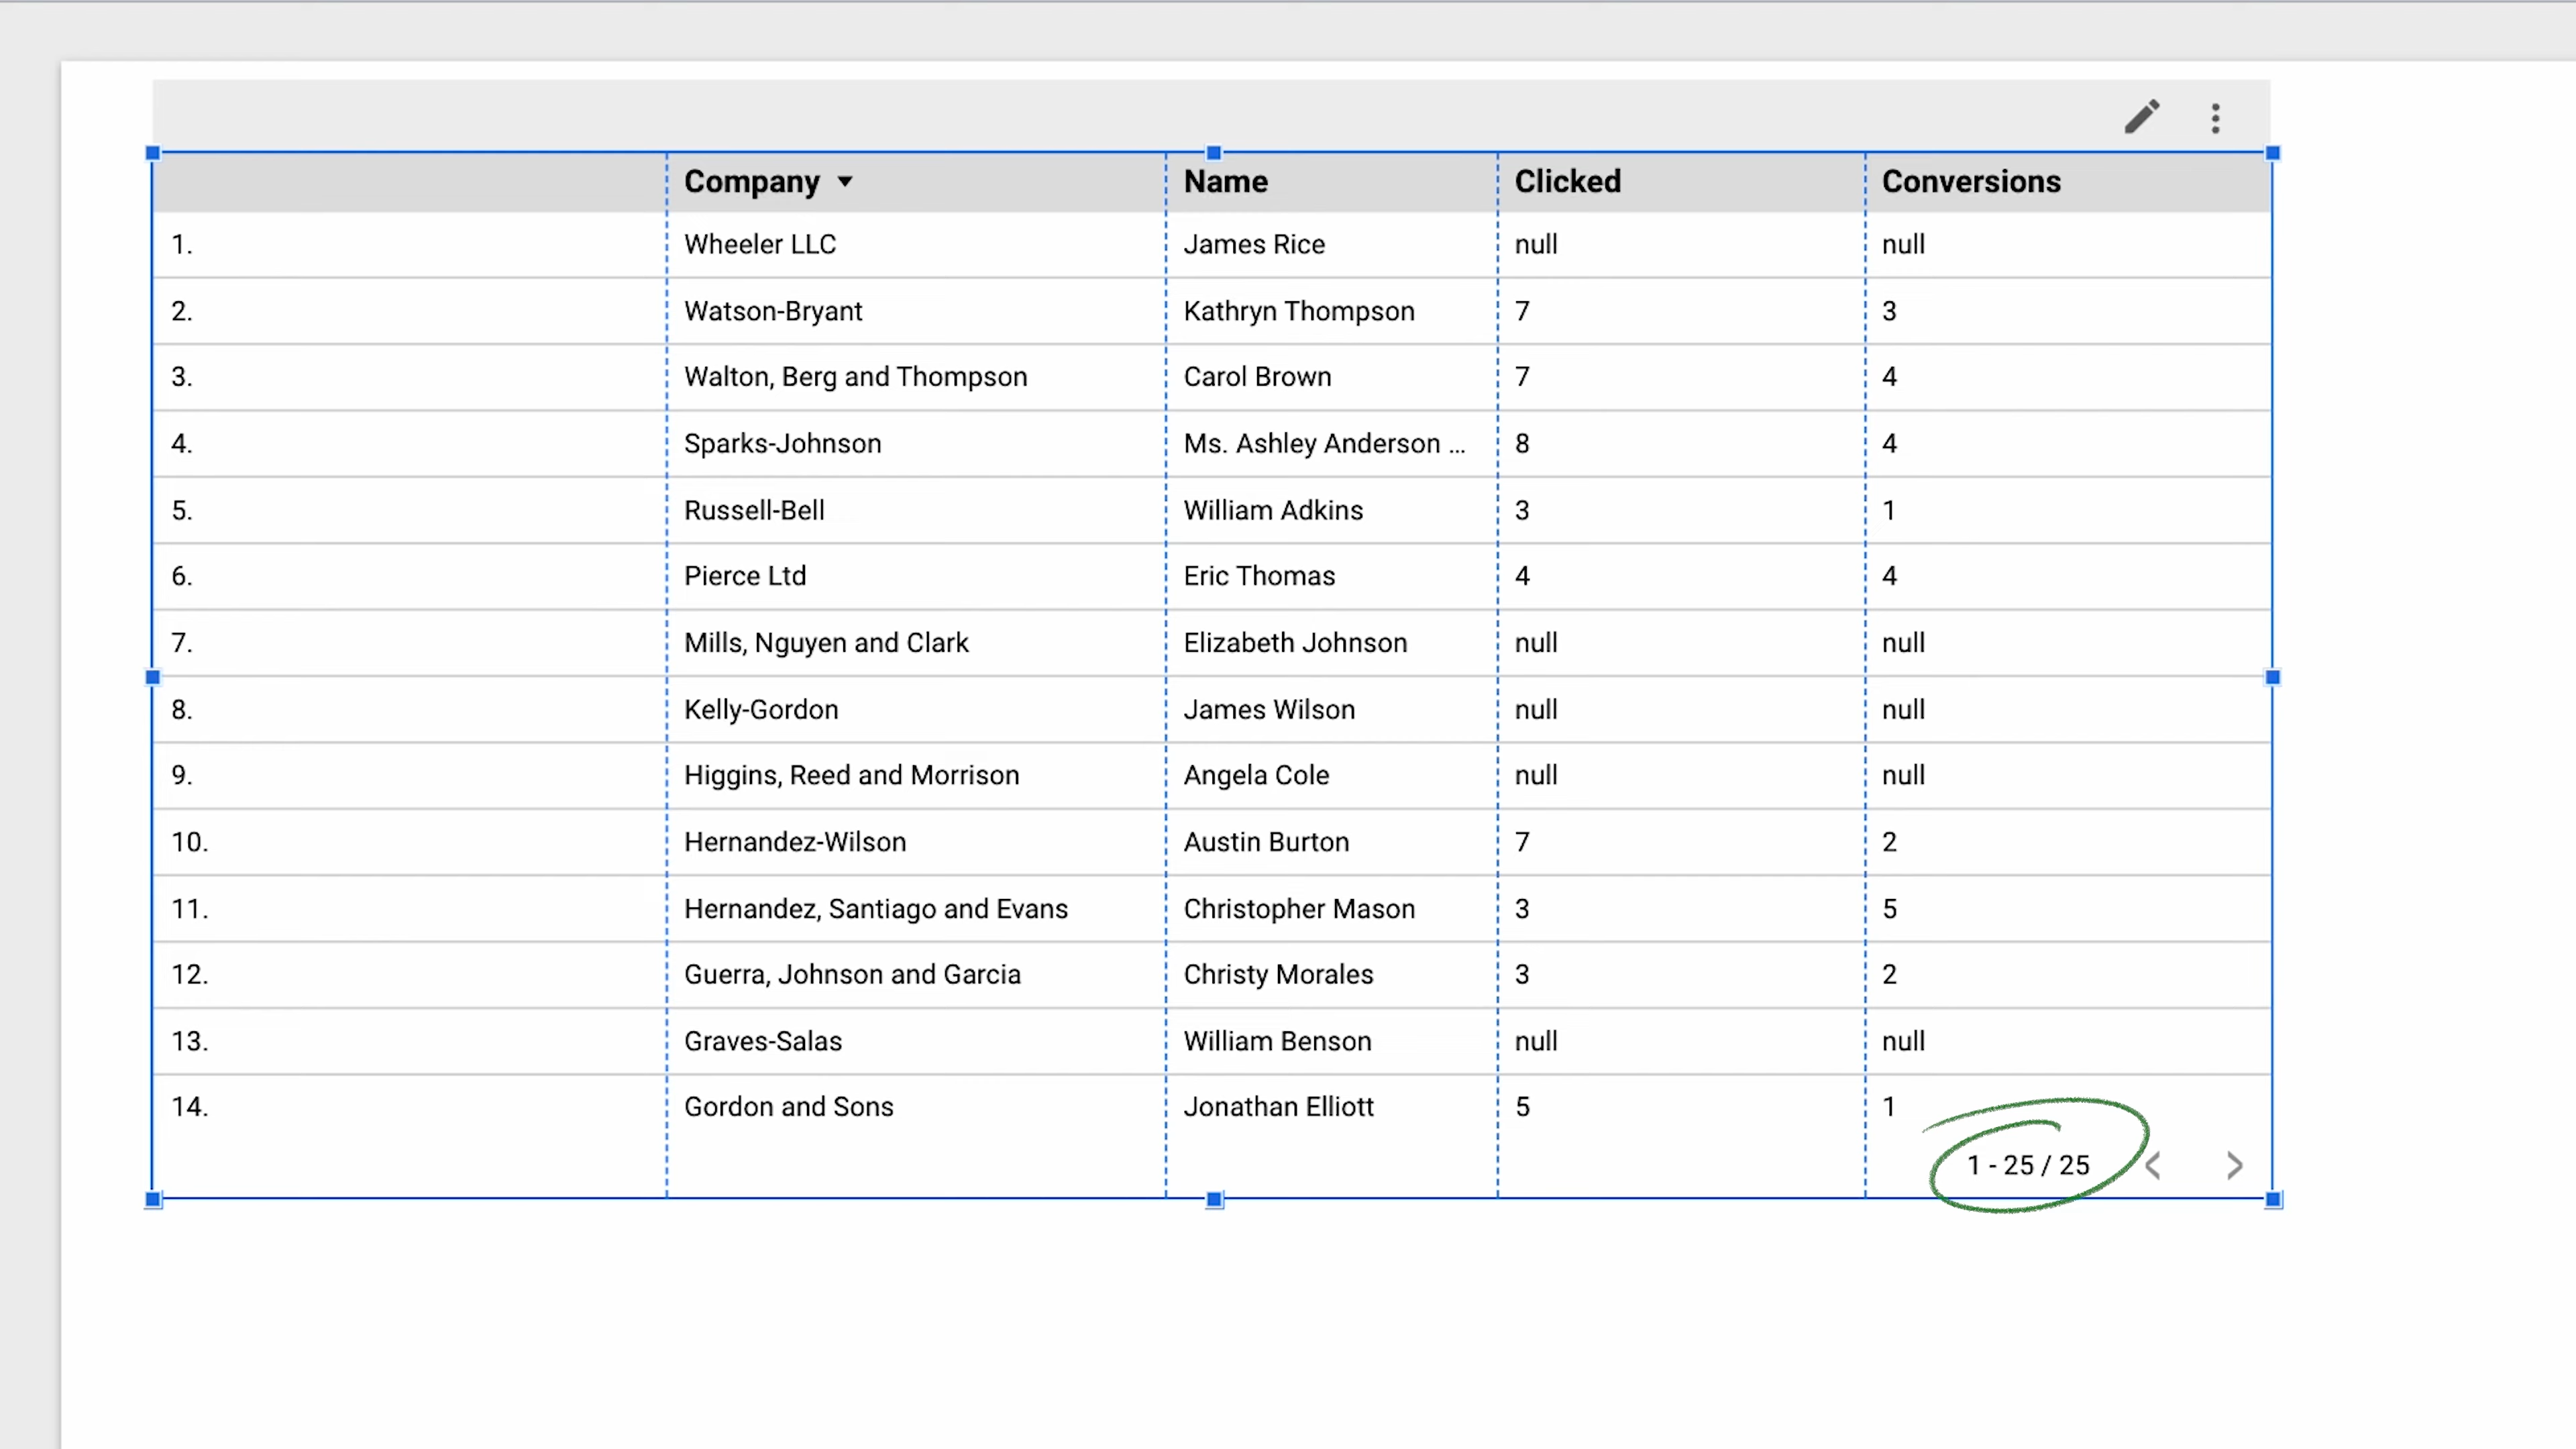 Company Name Clicked Conversions
1. Wheeler LLC James Rice null null
2. Watson-Bryant Kathryn Thompson 7 3
3. Walton, Berg and Thompson Carol Brown 7 4
4. Sparks-Johnson Ms. Ashley Anderson ... 8 4
5. Russell-Bell William Adkins 3 1
6. Pierce Ltd Eric Thomas 4 4
7. Mills, Nguyen and Clark Elizabeth Johnson null null
8. Kelly-Gordon James Wilson null null
9. Higgins, Reed and Morrison Angela Cole null null
10. Hernandez-Wilson Austin Burton 7 2
11. Hernandez, Santiago and Evans Christopher Mason 3 5
12. Guerra, Johnson and Garcia Christy Morales 3 2
13. Graves-Salas William Benson null null
14. Gordon and Sons Jonathan Elliott 5 1
1 - 25 / 25